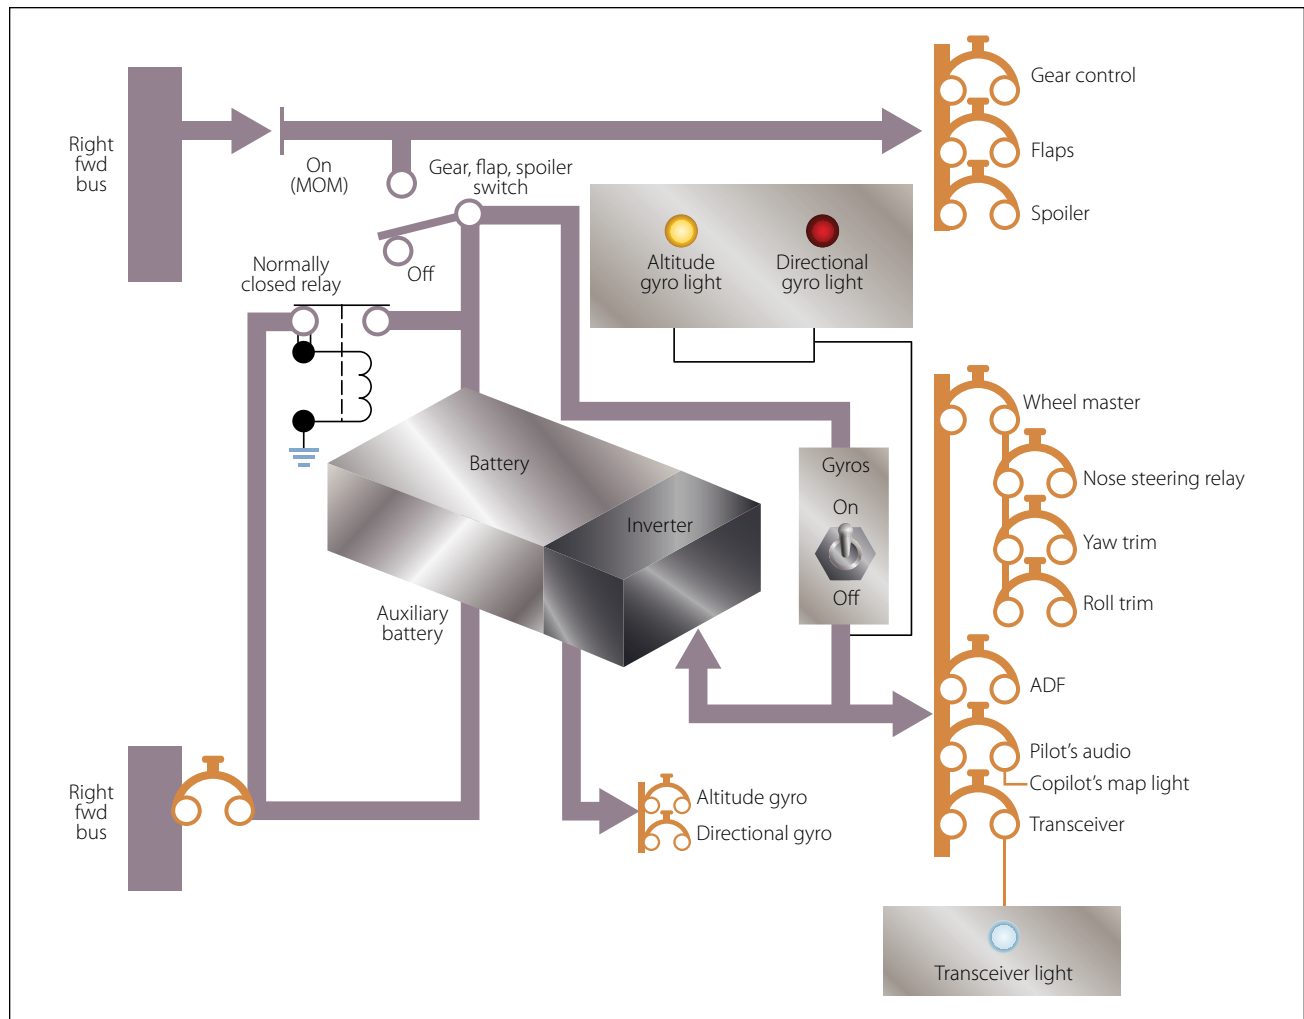 Gear control
Flaps
Spoiler
Right
fwd
bus
On
(MOM)
Gear, flap, spoiler
switch
Off
Normally
closed relay
Altitude
gyro light
Directional
gyro light
Wheel master
Nose steering relay
Yaw trim
Roll trim
Battery
Inverter
Gyros
On
Off
Auxiliary
battery
ADF
Pilot's audio
Copilot's map light
Transceiver
Right
fwd
bus
Altitude gyro
Directional gyro
Transceiver light